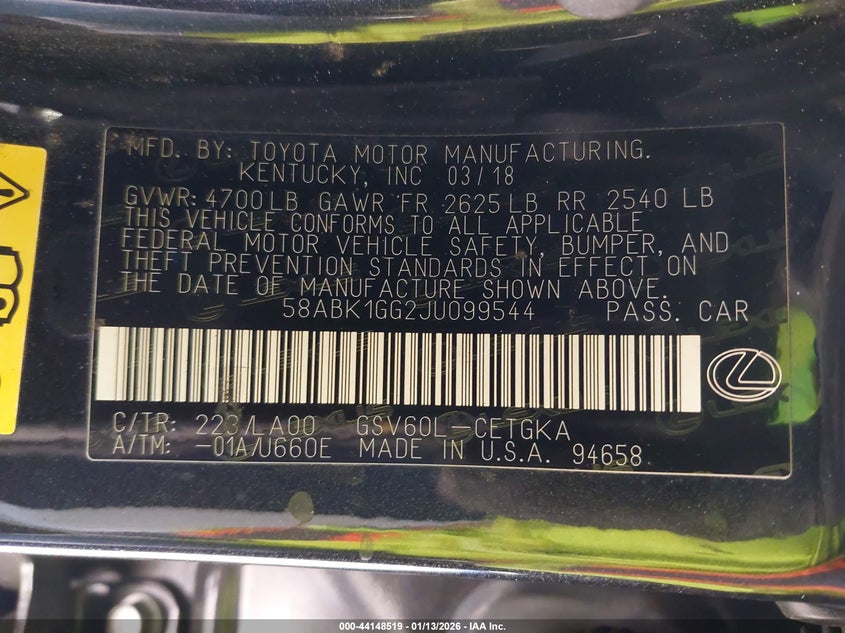 MFD. BY: TOYOTA MOTOR MANUFACTURING.
KENTUCKY, INC 03/18
GVWR: 4700LB GAWR FR 2625LB RR 2540 LB
THIS VEHICLE CONFORMS TO ALL APPLICABLE
FEDERAL MOTOR VEHICLE SAFETY, BUMPER, AND
THEFT PREVENTION STANDARDS IN EFFECT ON
THE DATE OF MANUFACTURE SHOWN ABOVE.
58ABK1GG2JU099544 PASS. CAR
C/TR: 223/LA00 GSV60L-CETGKA
A/TM: -01A/U660E MADE IN U.S.A. 94658
000-44148519 - 01/13/2026 - IAA Inc.